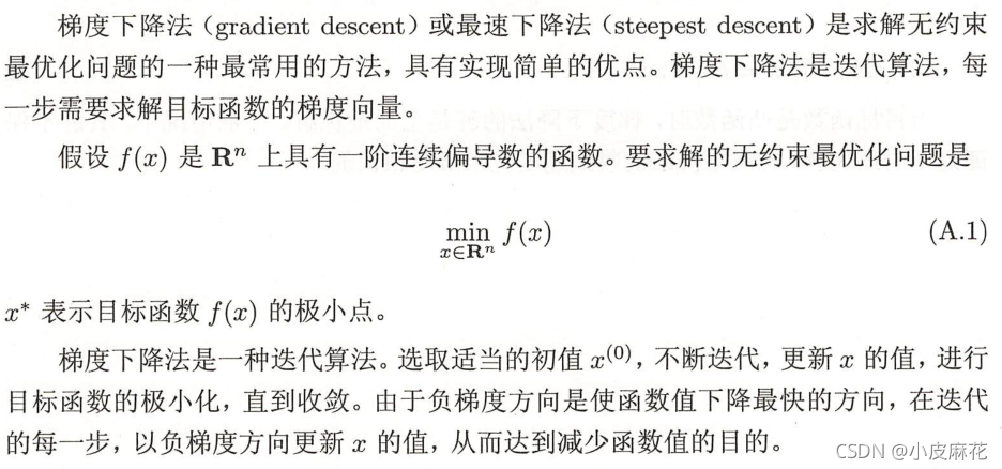 梯度下降法（gradient descent）或最速下降法（steepest descent）是求解无约束
最优化问题的一种最常用的方法，具有实现简单的优点。梯度下降法是迭代算法，每
一步需要求解目标函数的梯度向量。
假设 f(x) 是 Rⁿ 上具有一阶连续偏导数的函数。要求解的无约束最优化问题是
min f(x) (A.1)
x∈Rⁿ
x* 表示目标函数 f(x) 的极小点。
梯度下降法是一种迭代算法。选取适当的初值 x⁽⁰⁾，不断迭代，更新 x 的值，进行
目标函数的极小化，直到收敛。由于负梯度方向是使函数值下降最快的方向，在迭代
的每一步，以负梯度方向更新 x 的值，从而达到减少函数值的目的。
CSDN @小皮麻花